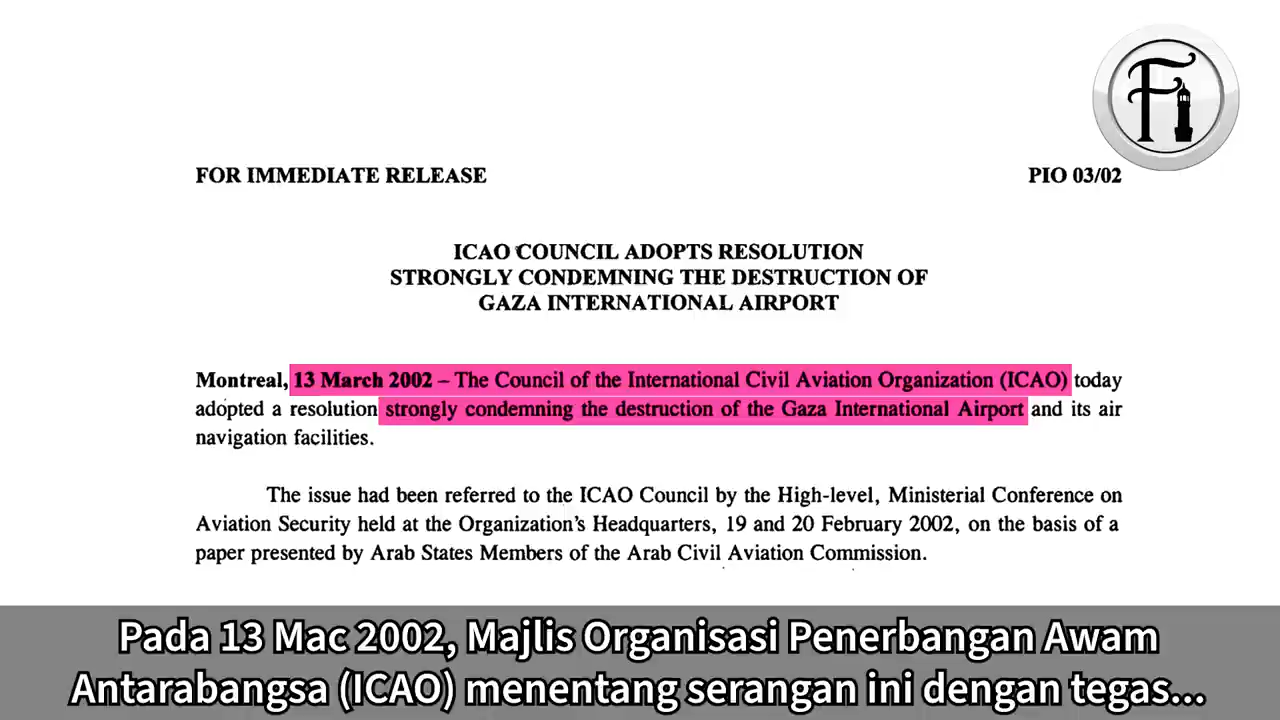 Fi
FOR IMMEDIATE RELEASE PIO 03/02
ICAO COUNCIL ADOPTS RESOLUTION
STRONGLY CONDEMNING THE DESTRUCTION OF
GAZA INTERNATIONAL AIRPORT
Montreal, 13 March 2002 – The Council of the International Civil Aviation Organization (ICAO) today
adopted a resolution strongly condemning the destruction of the Gaza International Airport and its air
navigation facilities.
The issue had been referred to the ICAO Council by the High-level, Ministerial Conference on
Aviation Security held at the Organization's Headquarters, 19 and 20 February 2002, on the basis of a
paper presented by Arab States Members of the Arab Civil Aviation Commission.
Pada 13 Mac 2002, Majlis Organisasi Penerbangan Awam
Antarabangsa (ICAO) menentang serangan ini dengan tegas...